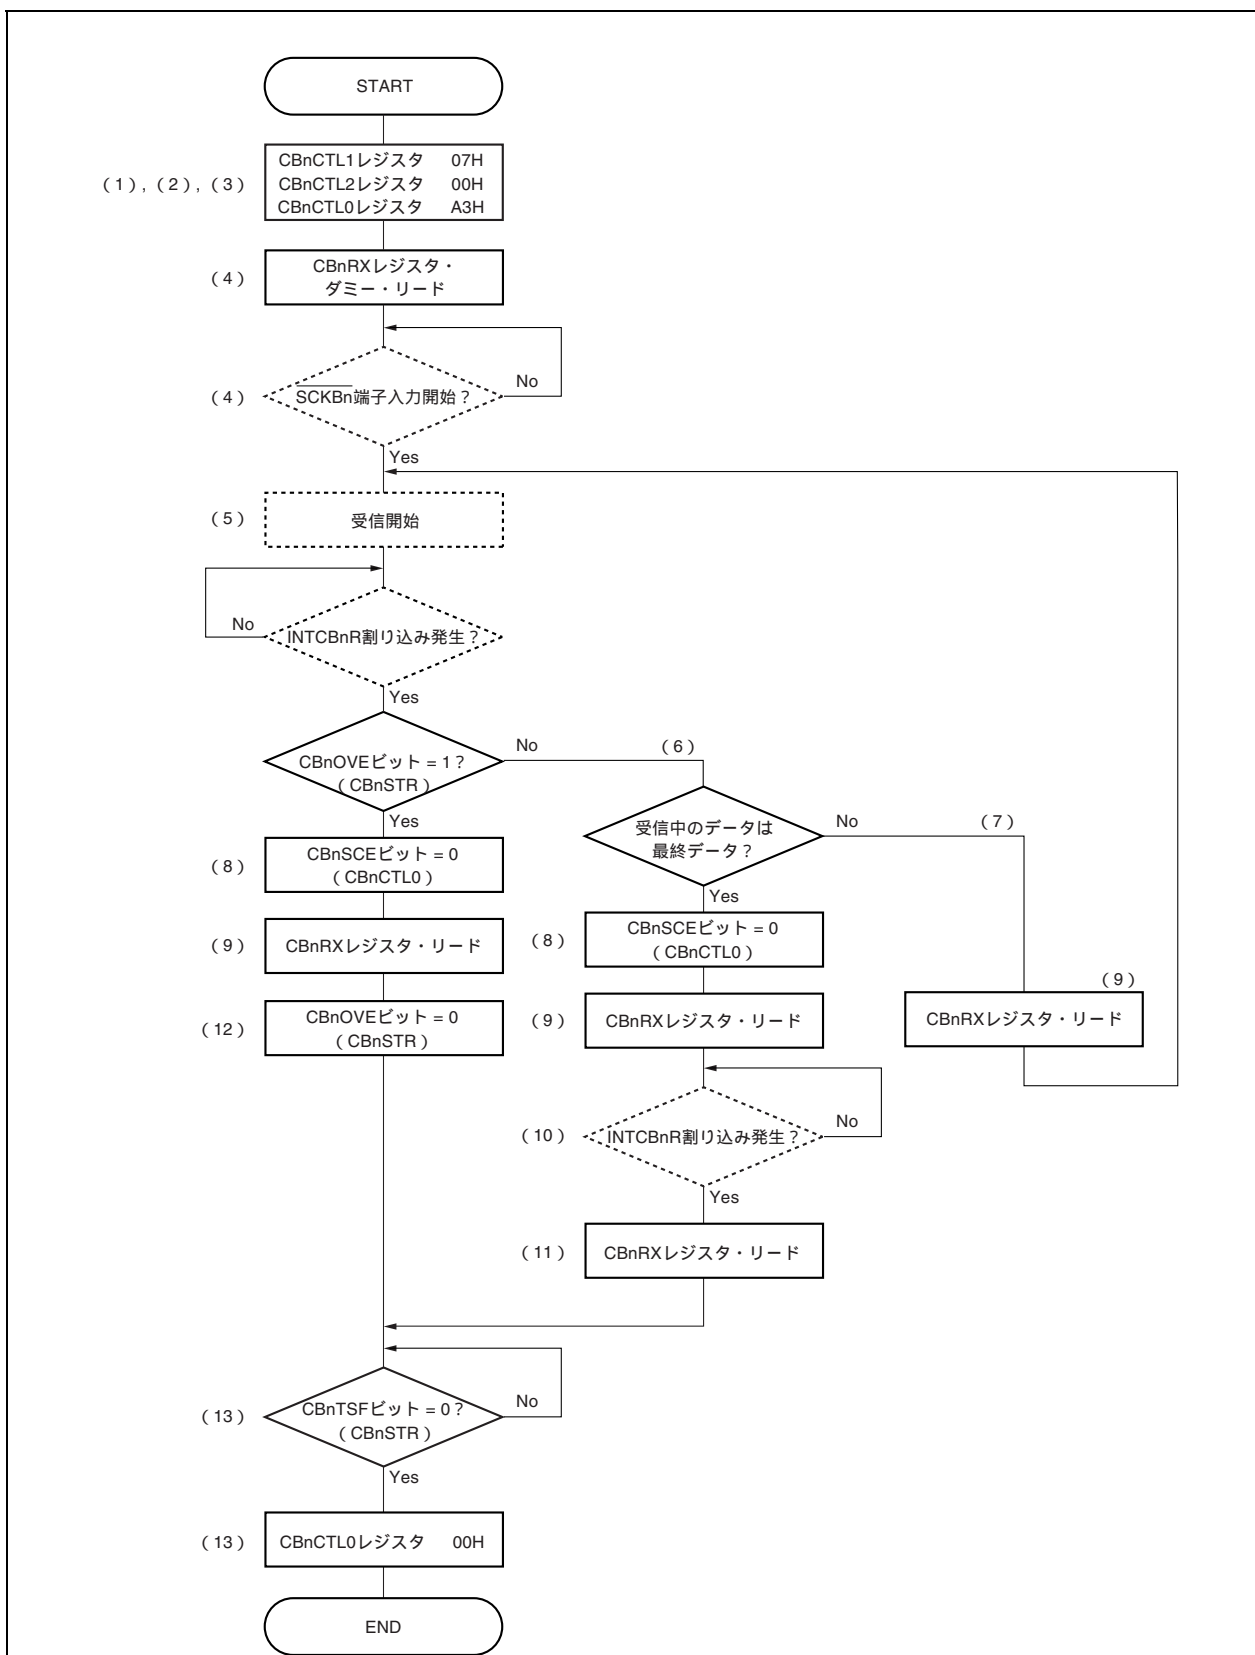 START
(1), (2), (3)
CBnCTL1レジスタ 07H
CBnCTL2レジスタ 00H
CBnCTL0レジスタ A3H
(4)
CBnRXレジスタ・
ダミー・リード
(4)
SCKBn端子入力開始？
No
Yes
(5)
受信開始
No
INTCBnR割り込み発生？
Yes
CBnOVEビット = 1？
(CBnSTR)
No
(6)
Yes
受信中のデータは
最終データ？
No
(7)
Yes
(8)
CBnSCEビット = 0
(CBnCTL0)
(8)
CBnSCEビット = 0
(CBnCTL0)
(9)
CBnRXレジスタ・リード
(9)
CBnRXレジスタ・リード
(9)
CBnRXレジスタ・リード
(12)
CBnOVEビット = 0
(CBnSTR)
(10)
INTCBnR割り込み発生？
No
Yes
(11)
CBnRXレジスタ・リード
(13)
CBnTSFビット = 0？
(CBnSTR)
No
Yes
(13)
CBnCTL0レジスタ 00H
END